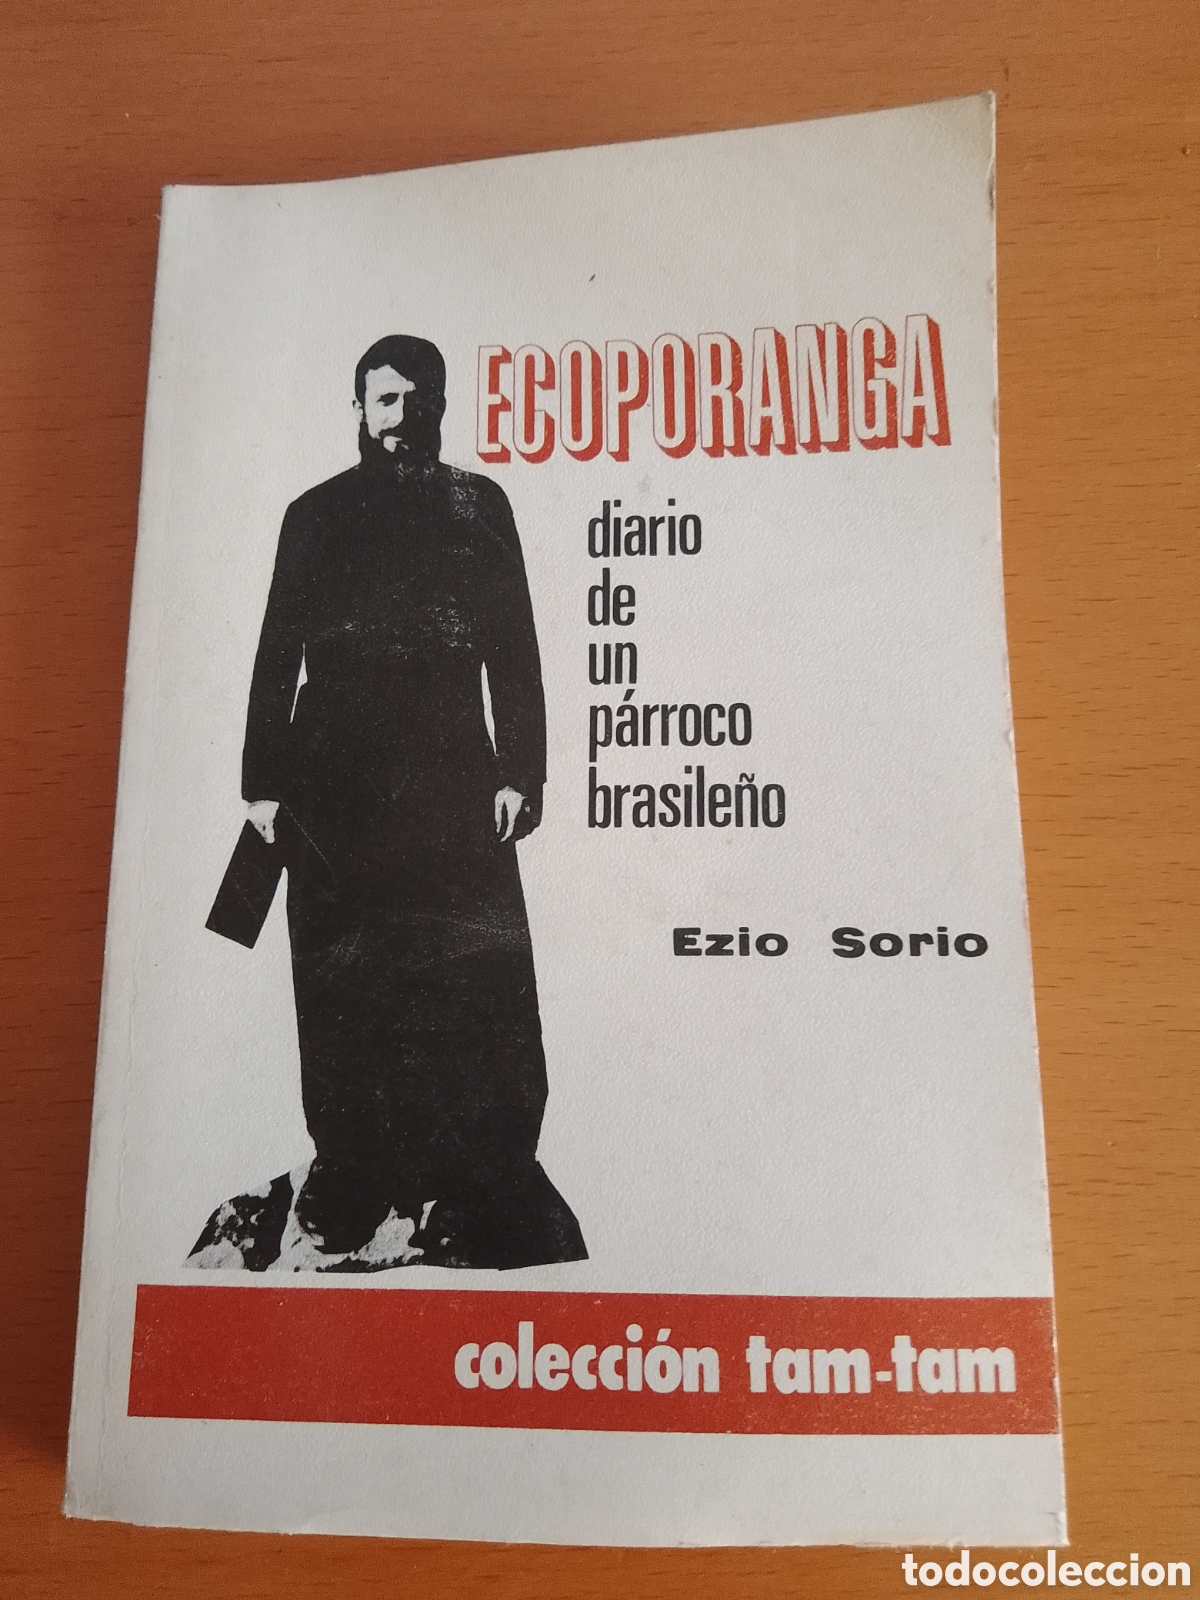 ECOPORANGA
diario
de
un
párroco
brasileño
Ezio Sorio
colección tam-tam
todocoleccion